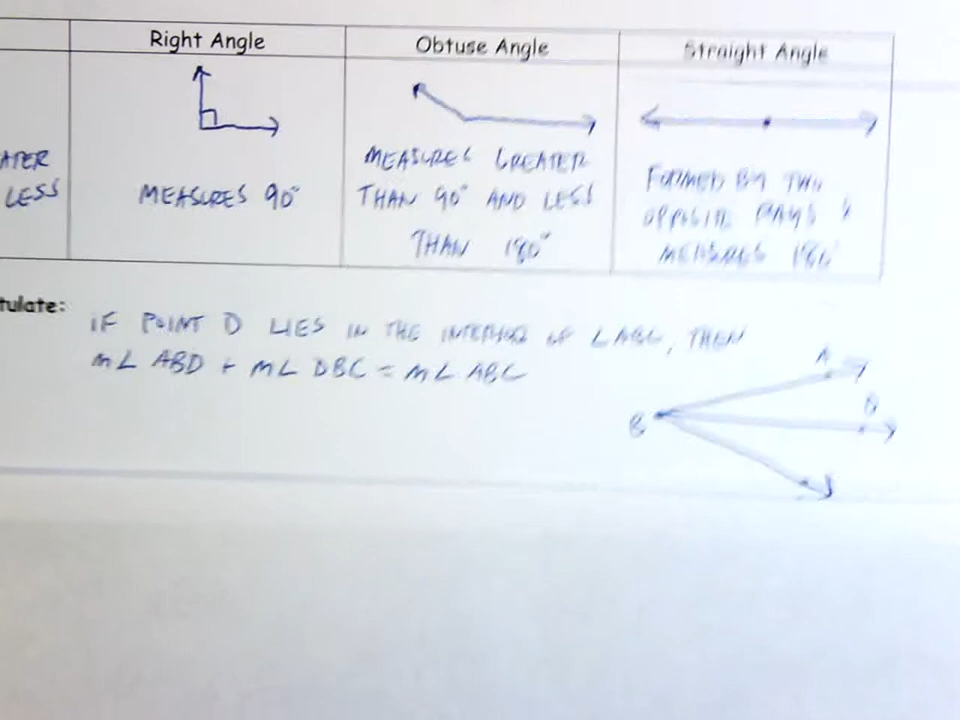 Right Angle
Obtuse Angle
Straight Angle
ATER
LESS
MEASURES 90°
MEASURES GREATER
THAN 90° AND LESS
THAN 180°
FORMED BY TWO
OPPOSITE RAYS &
MEASURES 180°
tulate:
IF POINT D LIES IN THE INTERIOR OF ∠ABC, THEN
m∠ ABD + m∠ DBC = m∠ ABC
A
D
B